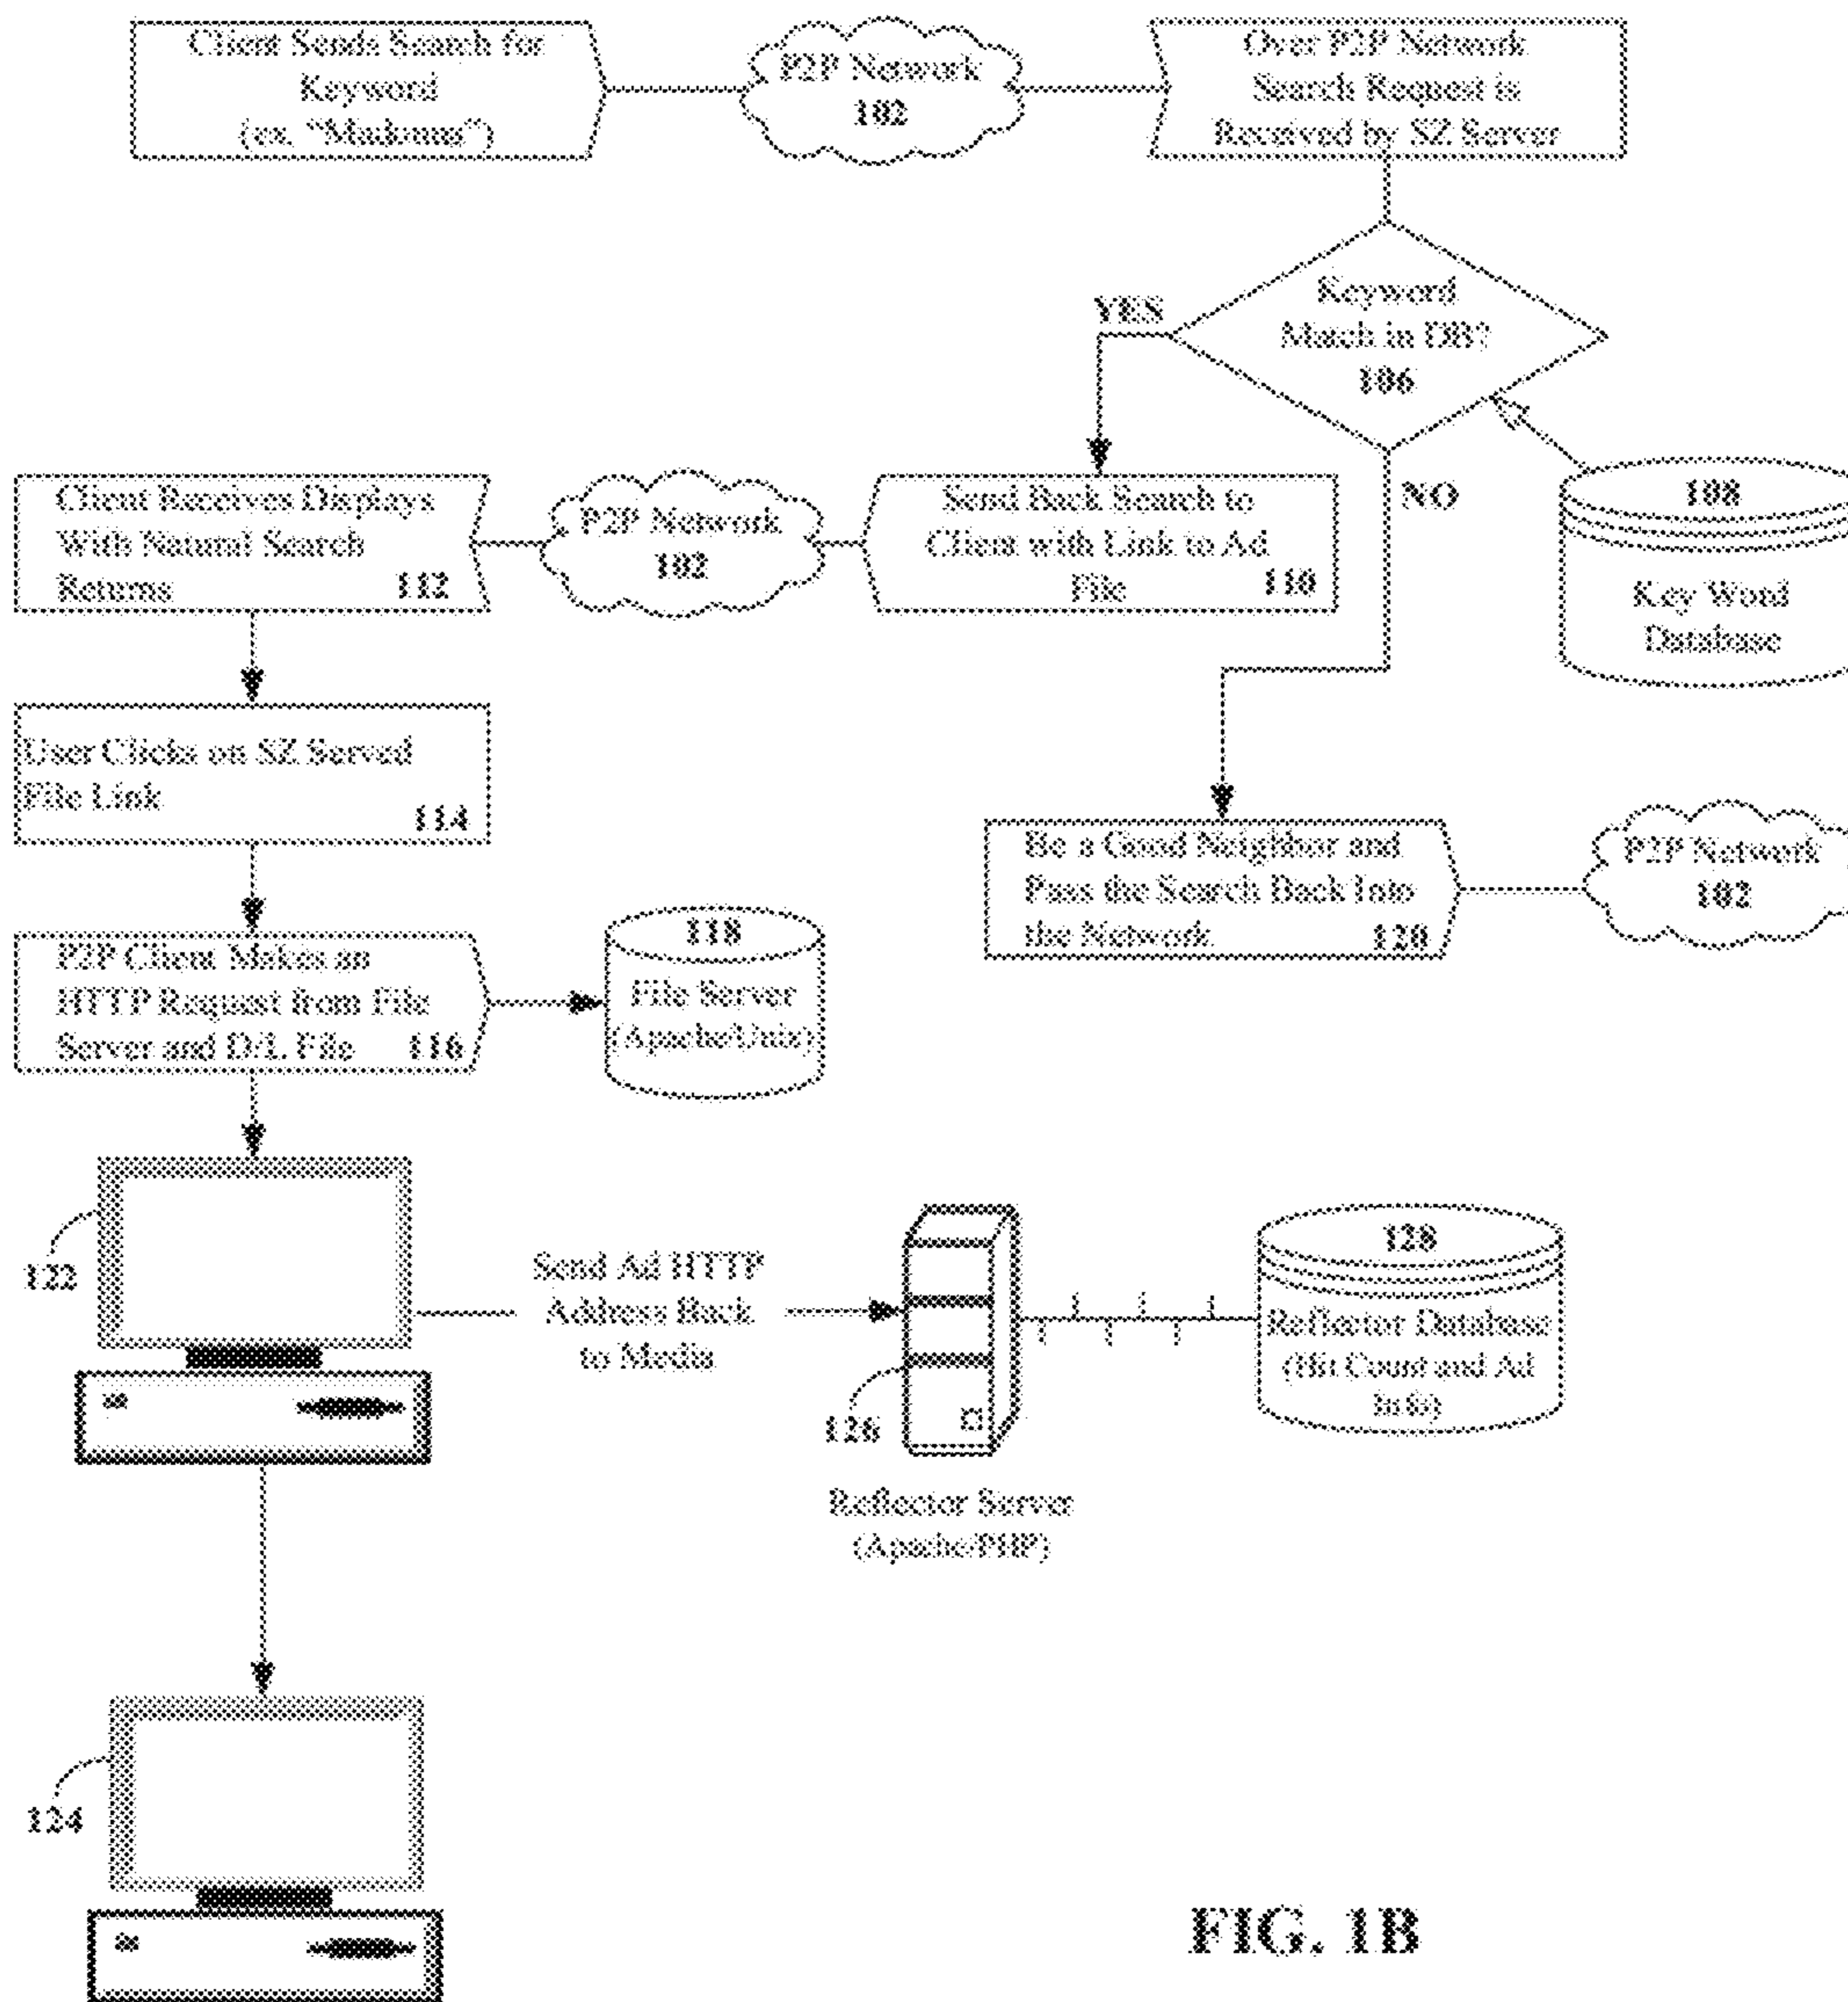 Client Sends Search for
Keyword
(ex. "Madonna")
P2P Network
102
Over P2P Network
Search Request is
Received by SZ Server
Keyword
Match in DB?
106
YES
NO
108
Key Word
Database
Send Back Search to
Client with Link to Ad
File 110
P2P Network
102
Client Receives Displays
With Natural Search
Returns 112
User Clicks on SZ Served
File Link
114
Be a Good Neighbor and
Pass the Search Back Into
the Network 120
P2P Network
102
P2P Client Makes an
HTTP Request from File
Server and D/L File 116
118
File Server
(Apache/Unix)
122
Send Ad HTTP
Address Back
to Media
126
Reflector Server
(Apache/PHP)
128
Reflector Database
(Hit Count and Ad
Info)
124
FIG. 1B